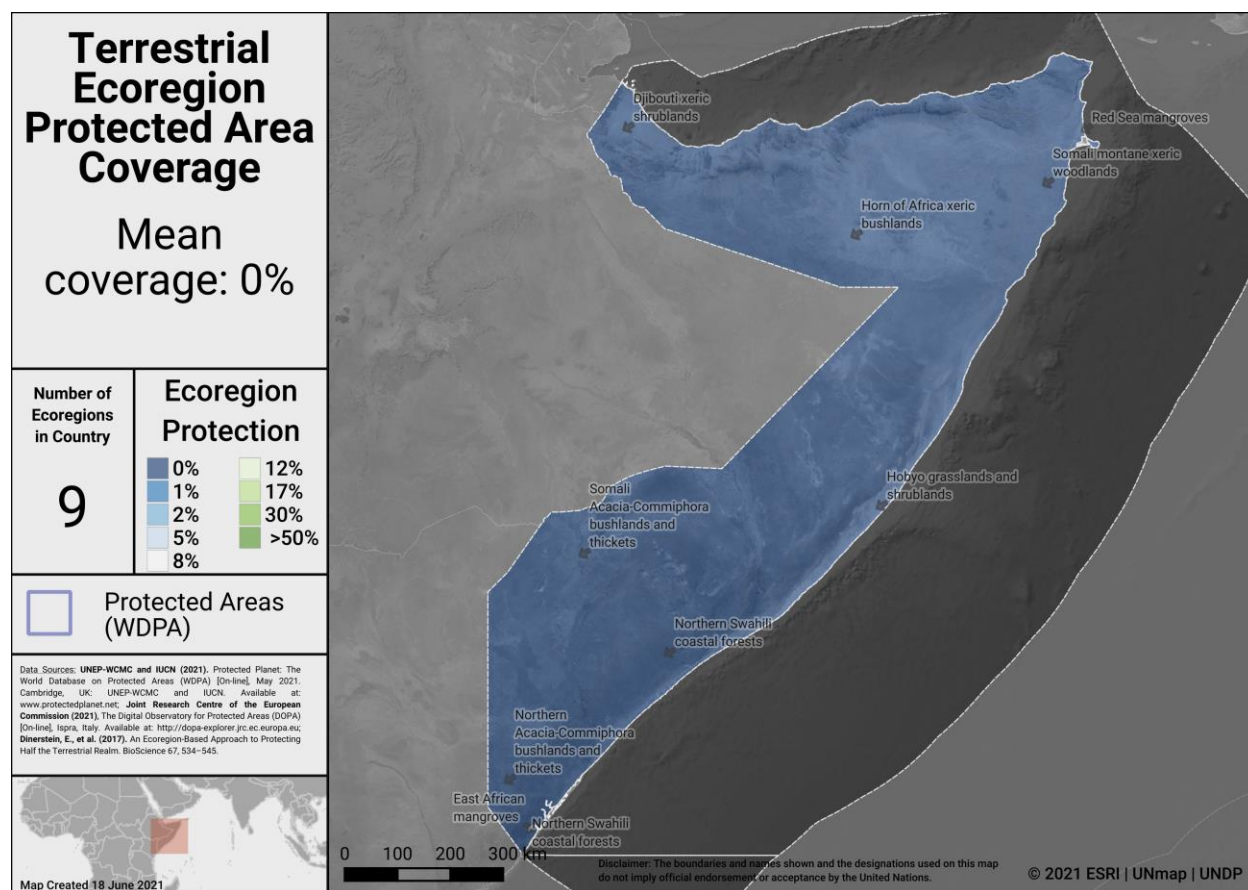 Terrestrial
Ecoregion
Protected Area
Coverage
Mean
coverage: 0%
Number of
Ecoregions
in Country
9
Ecoregion
Protection
0%
1%
2%
5%
8%
12%
17%
30%
>50%
Protected Areas
(WDPA)
Data Sources: UNEP-WCMC and IUCN (2021). Protected Planet: The
World Database on Protected Areas (WDPA) [On-line], May 2021.
Cambridge, UK: UNEP-WCMC and IUCN. Available at:
www.protectedplanet.net; Joint Research Centre of the European
Commission (2021), The Digital Observatory for Protected Areas (DOPA)
[On-line], Ispra, Italy. Available at: http://dopa-explorer.jrc.ec.europa.eu;
Dinerstein, E., et al. (2017). An Ecoregion-Based Approach to Protecting
Half the Terrestrial Realm. BioScience 67, 534–545.
Map Created 18 June 2021
Djibouti xeric
shrublands
Red Sea mangroves
Somali montane xeric
woodlands
Horn of Africa xeric
bushlands
Hobyo grasslands and
shrublands
Somali
Acacia-Commiphora
bushlands and
thickets
Northern Swahili
coastal forests
Northern
Acacia-Commiphora
bushlands and
thickets
East African
mangroves
Northern Swahili
coastal forests
0 100 200 300 km
Disclaimer: The boundaries and names shown and the designations used on this map
do not imply official endorsement or acceptance by the United Nations.
© 2021 ESRI | UNmap | UNDP